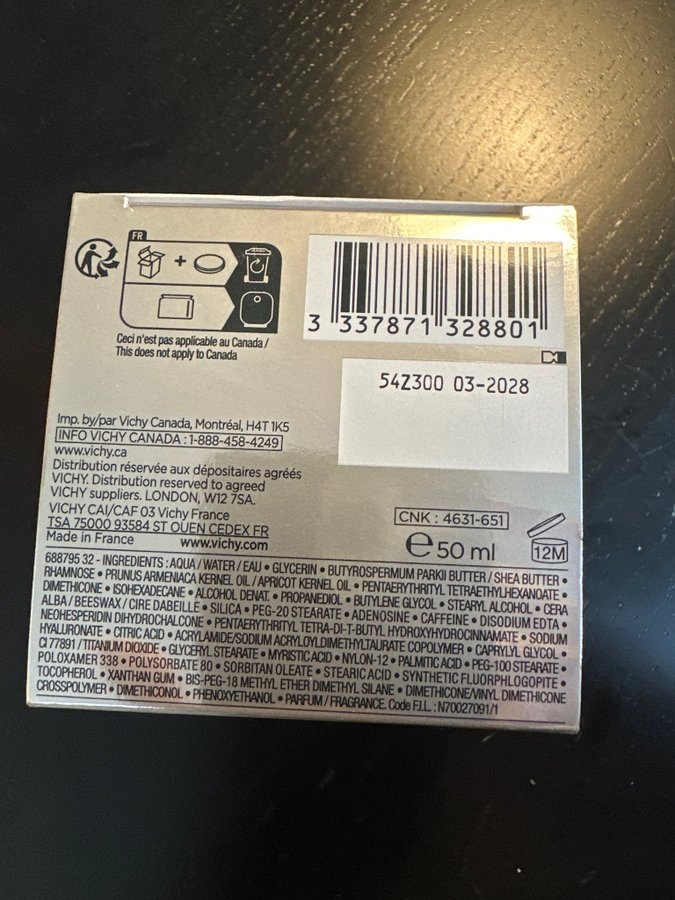 FR
+
Ceci n'est pas applicable au Canada /
This does not apply to Canada
3 337871 328801
54Z300 03-2028
Imp. by/par Vichy Canada, Montréal, H4T 1K5
INFO VICHY CANADA : 1-888-458-4249
www.vichy.ca
Distribution réservée aux dépositaires agréés
VICHY. Distribution reserved to agreed
VICHY suppliers. LONDON, W12 7SA.
VICHY CAI/CAF 03 Vichy France
TSA 75000 93584 ST OUEN CEDEX FR
Made in France www.vichy.com
CNK : 4631-651
e 50 ml
12M
688795 32 - INGREDIENTS : AQUA / WATER / EAU • GLYCERIN • BUTYROSPERMUM PARKII BUTTER / SHEA BUTTER •
RHAMNOSE • PRUNUS ARMENIACA KERNEL OIL / APRICOT KERNEL OIL • PENTAERYTHRITYL TETRAETHYLHEXANOATE •
DIMETHICONE • ISOHEXADECANE • ALCOHOL DENAT. • PROPANEDIOL • BUTYLENE GLYCOL • STEARYL ALCOHOL • CERA
ALBA / BEESWAX / CIRE DABEILLE • SILICA • PEG-20 STEARATE • ADENOSINE • CAFFEINE • DISODIUM EDTA •
NEOHESPERIDIN DIHYDROCHALCONE • PENTAERYTHRITYL TETRA-DI-T-BUTYL HYDROXYHYDROCINNAMATE • SODIUM
HYALURONATE • CITRIC ACID • ACRYLAMIDE/SODIUM ACRYLOYLDIMETHYLTAURATE COPOLYMER • CAPRYLYL GLYCOL •
CI 77891 / TITANIUM DIOXIDE • GLYCERYL STEARATE • MYRISTIC ACID • NYLON-12 • PALMITIC ACID • PEG-100 STEARATE •
POLOXAMER 338 • POLYSORBATE 80 • SORBITAN OLEATE • STEARIC ACID • SYNTHETIC FLUORPHLOGOPITE •
TOCOPHEROL • XANTHAN GUM • BIS-PEG-18 METHYL ETHER DIMETHYL SILANE • DIMETHICONE/VINYL DIMETHICONE
CROSSPOLYMER • DIMETHICONOL • PHENOXYETHANOL • PARFUM / FRAGRANCE. Code F.I.L. : N70027091/1